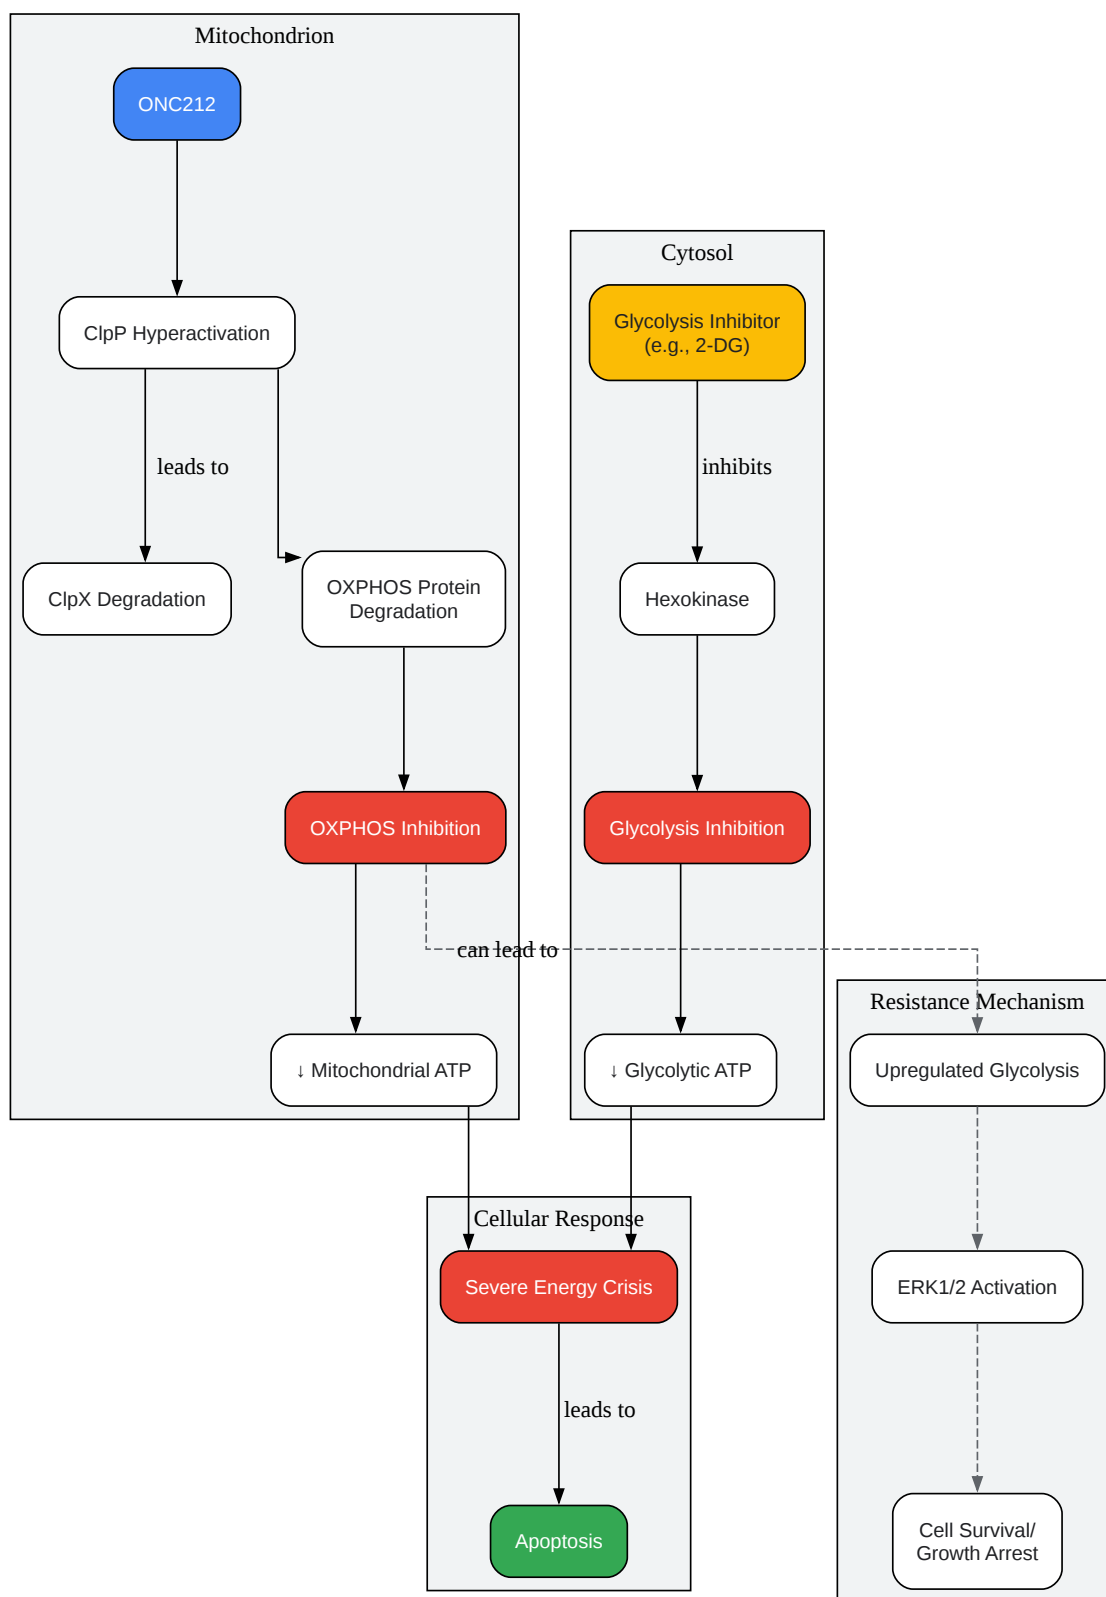 Mitochondrion
ONC212
ClpP Hyperactivation
leads to
ClpX Degradation
OXPHOS Protein
Degradation
OXPHOS Inhibition
can lead to
↓ Mitochondrial ATP
Cytosol
Glycolysis Inhibitor
(e.g., 2-DG)
inhibits
Hexokinase
Glycolysis Inhibition
↓ Glycolytic ATP
Resistance Mechanism
Upregulated Glycolysis
ERK1/2 Activation
Cell Survival/
Growth Arrest
Cellular Response
Severe Energy Crisis
leads to
Apoptosis